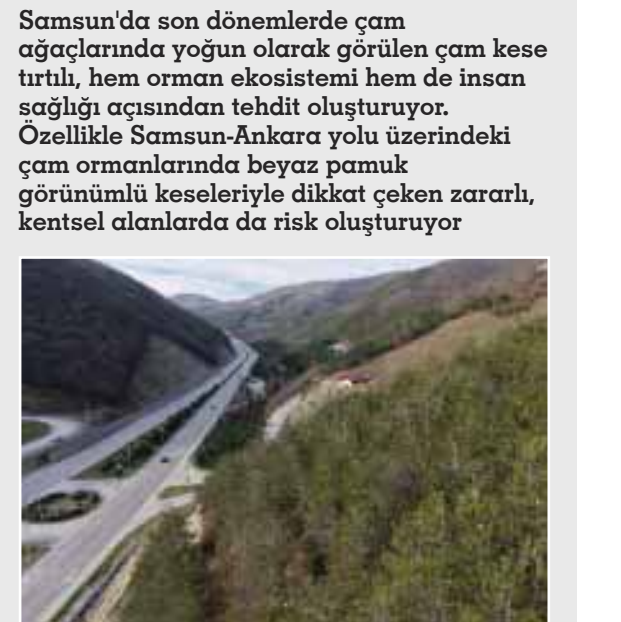 Samsun'da son dönemlerde çam
ağaçlarında yoğun olarak görülen çam kese
tırtılı, hem orman ekosistemi hem de insan
sağlığı açısından tehdit oluşturuyor.
Özellikle Samsun-Ankara yolu üzerindeki
çam ormanlarında beyaz pamuk
görünümlü keseleriyle dikkat çeken zararlı,
kentsel alanlarda da risk oluşturuyor